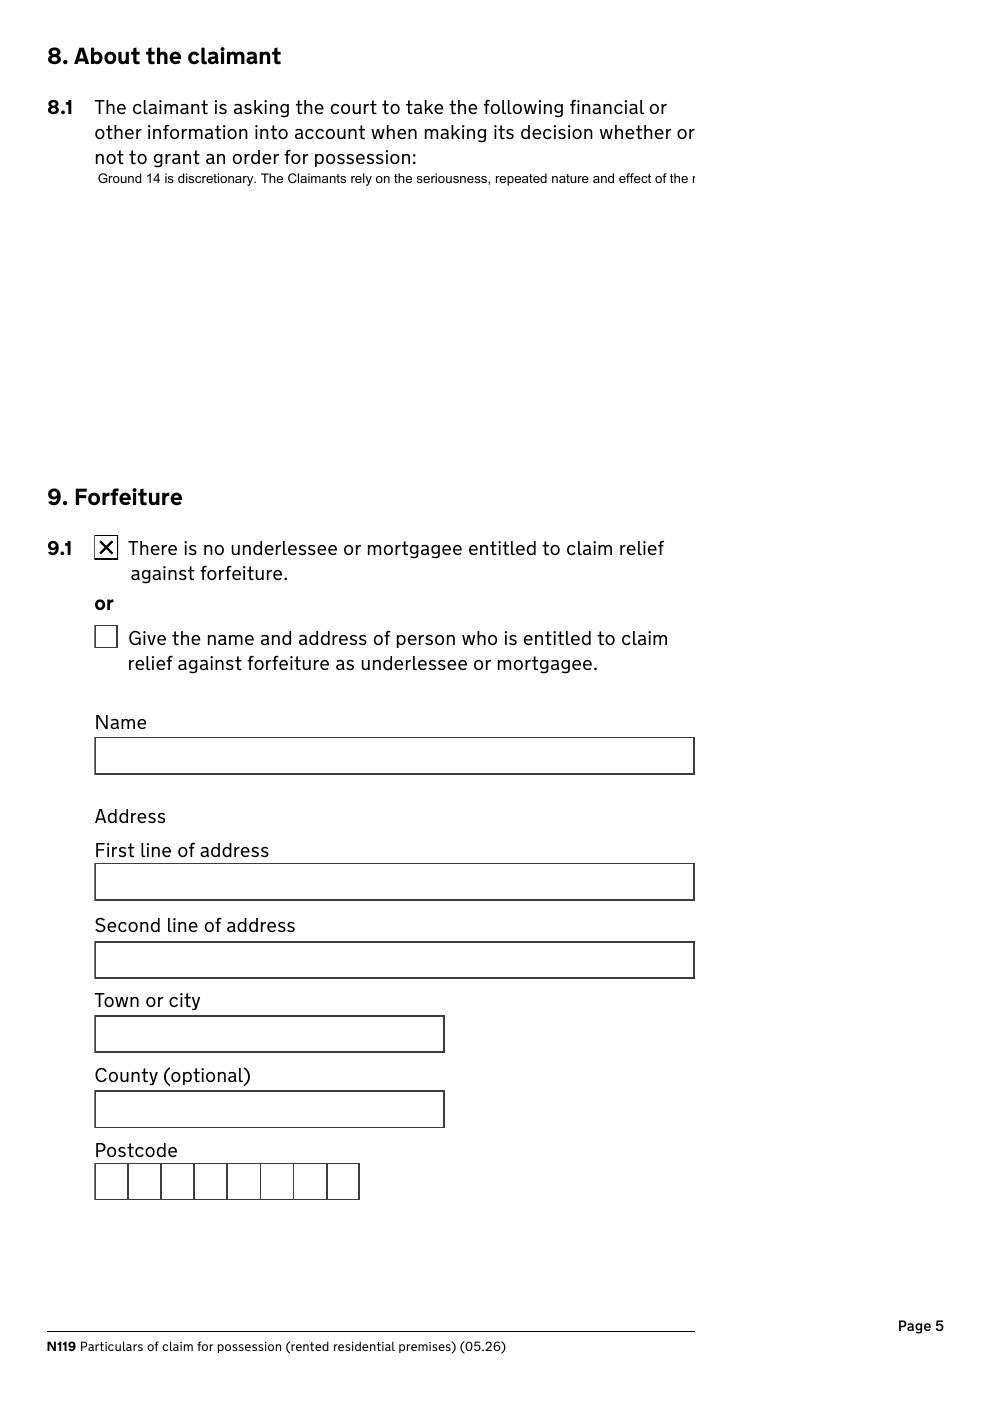 8. About the claimant
8.1 The claimant is asking the court to take the following financial or
other information into account when making its decision whether or
not to grant an order for possession:
Ground 14 is discretionary. The Claimants rely on the seriousness, repeated nature and effect of the
9. Forfeiture
9.1 There is no underlessee or mortgagee entitled to claim relief
against forfeiture.
or
Give the name and address of person who is entitled to claim
relief against forfeiture as underlessee or mortgagee.
Name
Address
First line of address
Second line of address
Town or city
County (optional)
Postcode
Page 5
N119 Particulars of claim for possession (rented residential premises) (05.26)